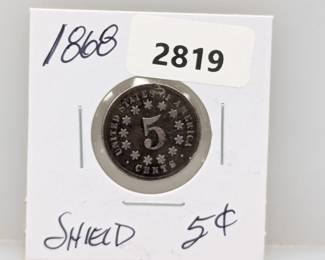 1868
2819
UNITED STATES OF AMERICA
5
CENTS
SHIELD 5¢